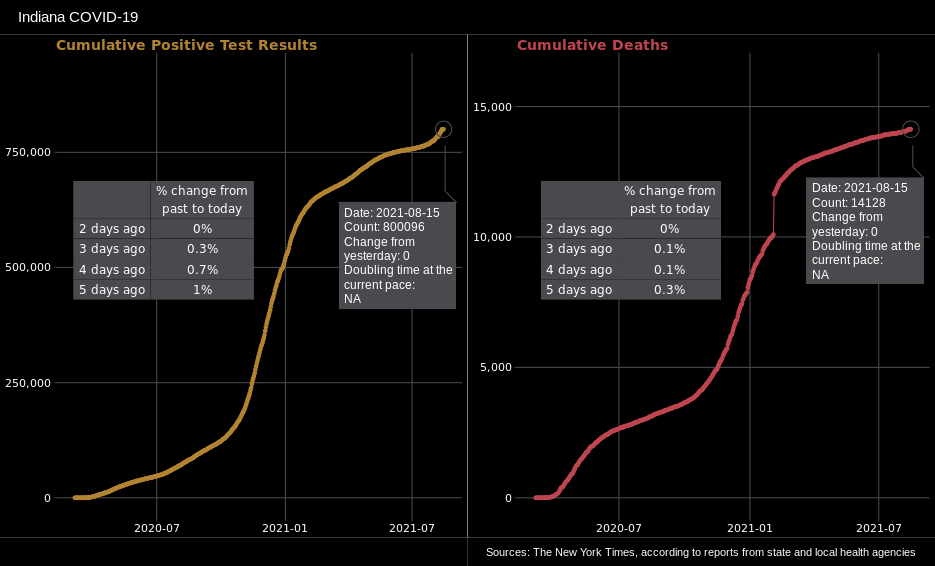 Indiana COVID-19
Cumulative Positive Test Results
750,000
500,000
250,000
0
2020-07
2021-01
2021-07
% change from
past to today
2 days ago 0%
3 days ago 0.3%
4 days ago 0.7%
5 days ago 1%
Date: 2021-08-15
Count: 800096
Change from
yesterday: 0
Doubling time at the
current pace:
NA
Cumulative Deaths
15,000
10,000
5,000
0
2020-07
2021-01
2021-07
% change from
past to today
2 days ago 0%
3 days ago 0.1%
4 days ago 0.1%
5 days ago 0.3%
Date: 2021-08-15
Count: 14128
Change from
yesterday: 0
Doubling time at the
current pace:
NA
Sources: The New York Times, according to reports from state and local health agencies